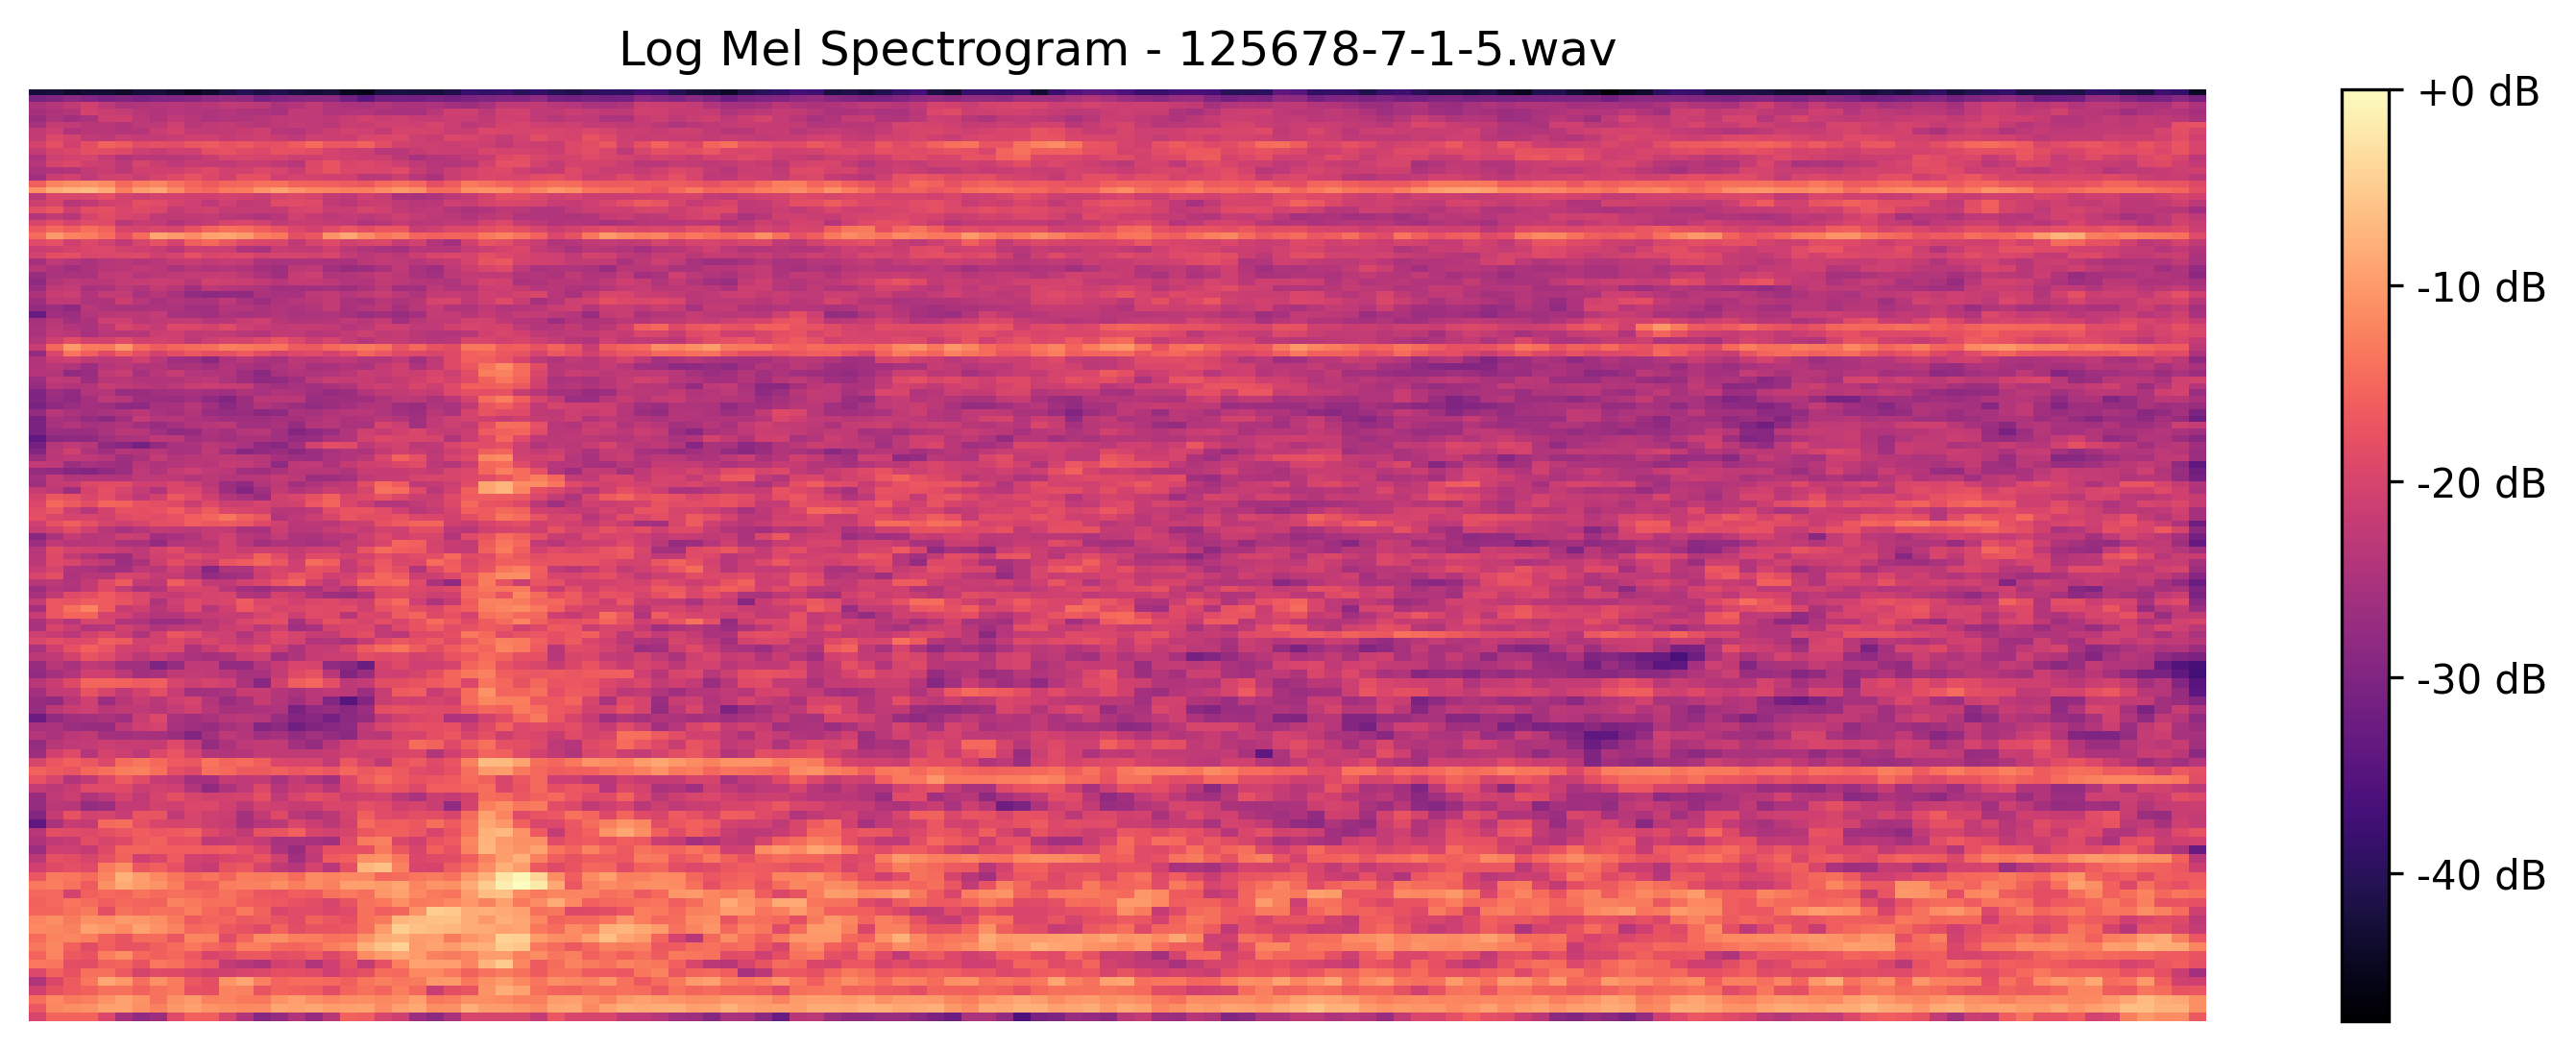 Log Mel Spectrogram - 125678-7-1-5.wav
+0 dB
-10 dB
-20 dB
-30 dB
-40 dB